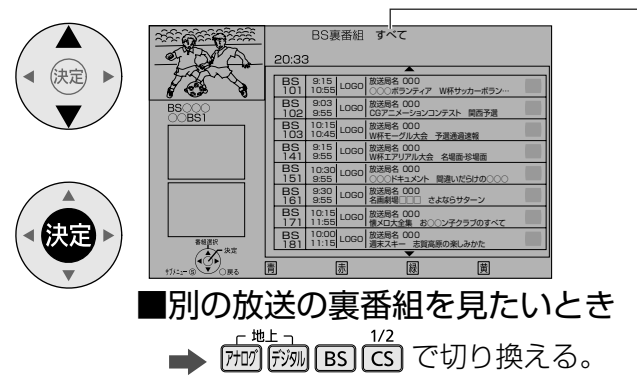 決定
決定
BS裏番組 すべて
20:33
BS○○○
○○BS1
BS 101 9:15 10:55 LOGO 放送局名 000
○○○ボランティア W杯サッカーボラン…
BS 102 9:03 9:55 LOGO 放送局名 000
CGアニメーションコンテスト 関西予選
BS 103 10:15 10:45 LOGO 放送局名 000
W杯モーグル大会 予選通過速報
BS 141 9:15 9:55 LOGO 放送局名 000
W杯エアリアル大会 名場面・珍場面
BS 151 10:30 9:55 LOGO 放送局名 000
○○○ドキュメント 間違いだらけの○○○
BS 161 9:30 9:55 LOGO 放送局名 000
名画劇場□□□ さよならサターン
BS 171 10:15 11:55 LOGO 放送局名 000
懐メロ大全集 お○○ン子クラブのすべて
BS 181 10:00 11:15 LOGO 放送局名 000
週末スキー 志賀高原の楽しみかた
番組選択
決定
サブメニュー Ⓢ 戻る
青 赤 緑 黄
■別の放送の裏番組を見たいとき
地上 1/2
➡ アナログ デジタル BS CS で切り換える。